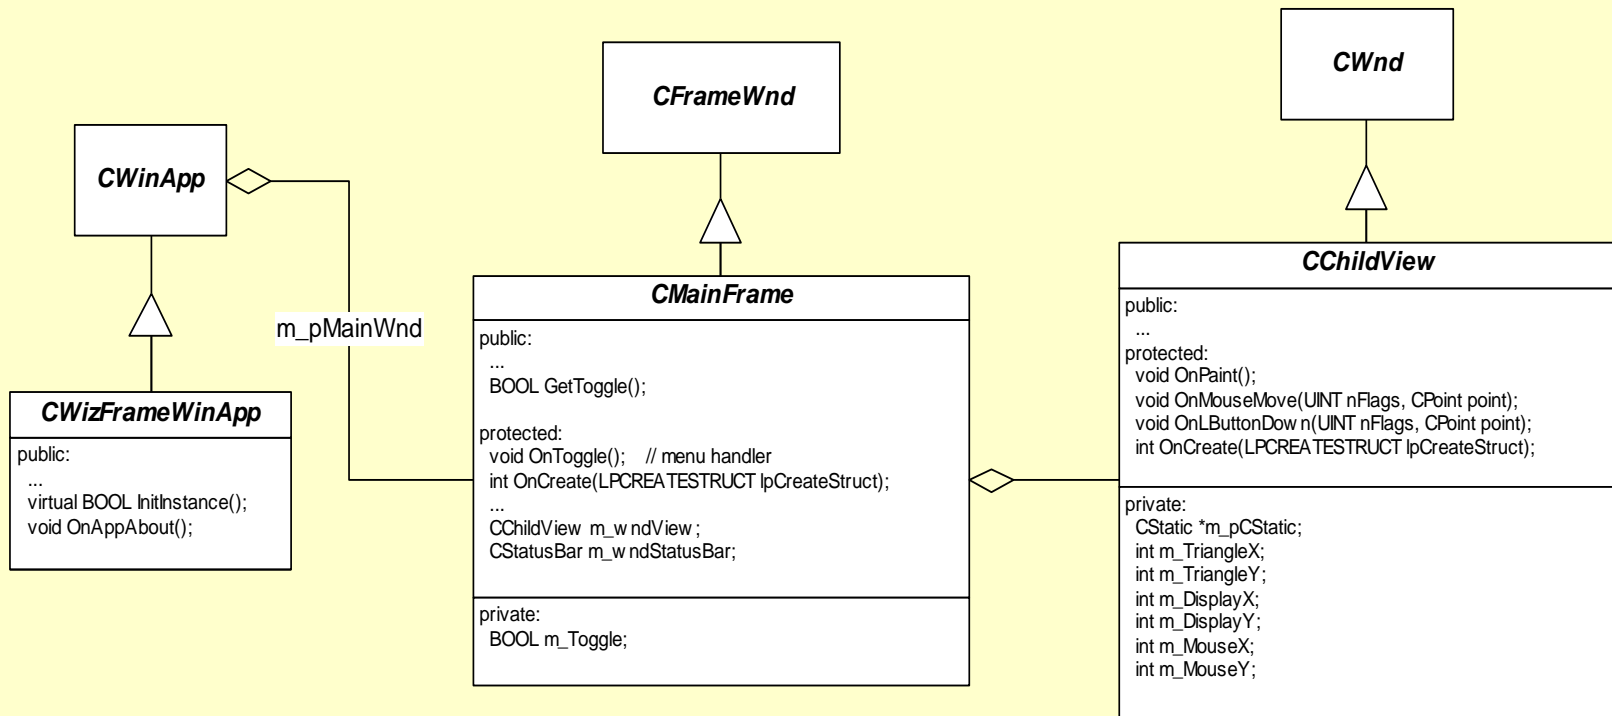 CWnd
CFrameWnd
CWinApp
m_pMainWnd
CWizFrameWinApp
public:
...
virtual BOOL InitInstance();
void OnAppAbout();
CMainFrame
public:
...
BOOL GetToggle();
protected:
void OnToggle(); // menu handler
int OnCreate(LPCREATESTRUCT lpCreateStruct);
...
CChildView m_wndView;
CStatusBar m_wndStatusBar;
private:
BOOL m_Toggle;
CChildView
public:
...
protected:
void OnPaint();
void OnMouseMove(UINT nFlags, CPoint point);
void OnLButtonDown(UINT nFlags, CPoint point);
int OnCreate(LPCREATESTRUCT lpCreateStruct);
private:
CStatic *m_pCStatic;
int m_TriangleX;
int m_TriangleY;
int m_DisplayX;
int m_DisplayY;
int m_MouseX;
int m_MouseY;